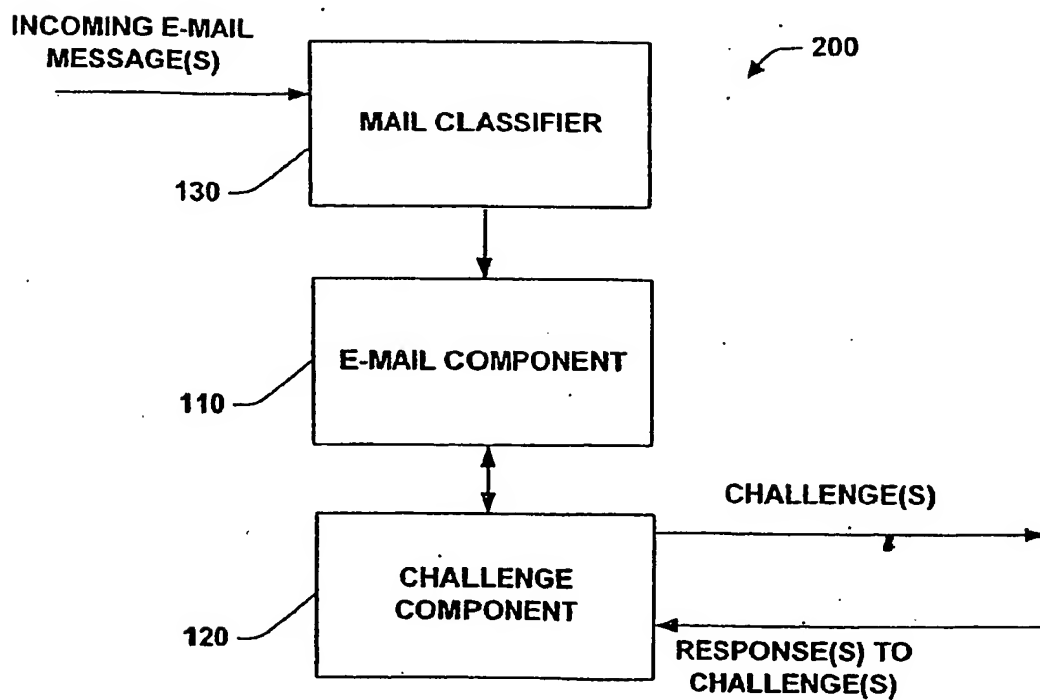 INCOMING E-MAIL
MESSAGE(S)
200
MAIL CLASSIFIER
130
E-MAIL COMPONENT
110
CHALLENGE(S)
CHALLENGE
COMPONENT
120
RESPONSE(S) TO
CHALLENGE(S)